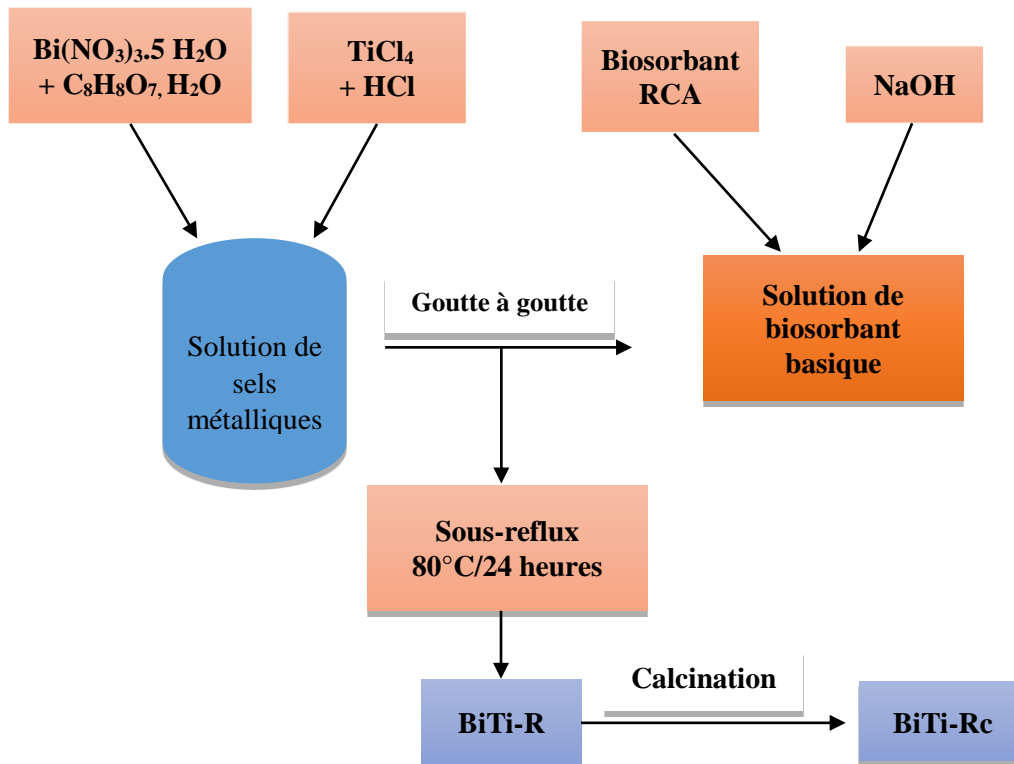 Bi(NO₃)₃.5 H₂O
+ C₈H₈O₇, H₂O
TiCl₄
+ HCl
Biosorbant
RCA
NaOH
Solution de
sels
métalliques
Goutte à goutte
Solution de
biosorbant
basique
Sous-reflux
80°C/24 heures
BiTi-R
Calcination
BiTi-Rc